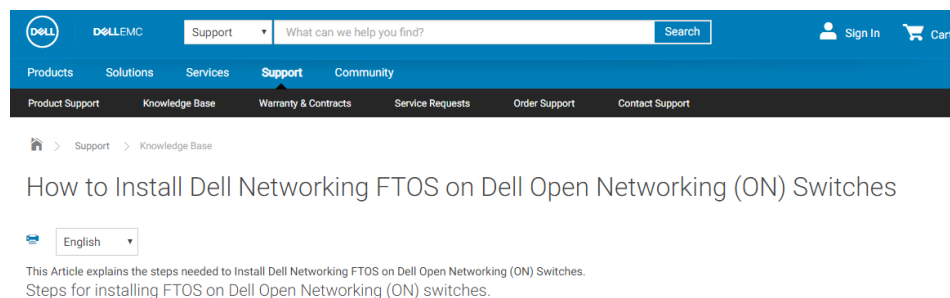 DELL DELLEMC Support What can we help you find? Search Sign In Cart
Products Solutions Services Support Community
Product Support Knowledge Base Warranty & Contracts Service Requests Order Support Contact Support
Support > Knowledge Base
How to Install Dell Networking FTOS on Dell Open Networking (ON) Switches
English
This Article explains the steps needed to Install Dell Networking FTOS on Dell Open Networking (ON) Switches.
Steps for installing FTOS on Dell Open Networking (ON) switches.